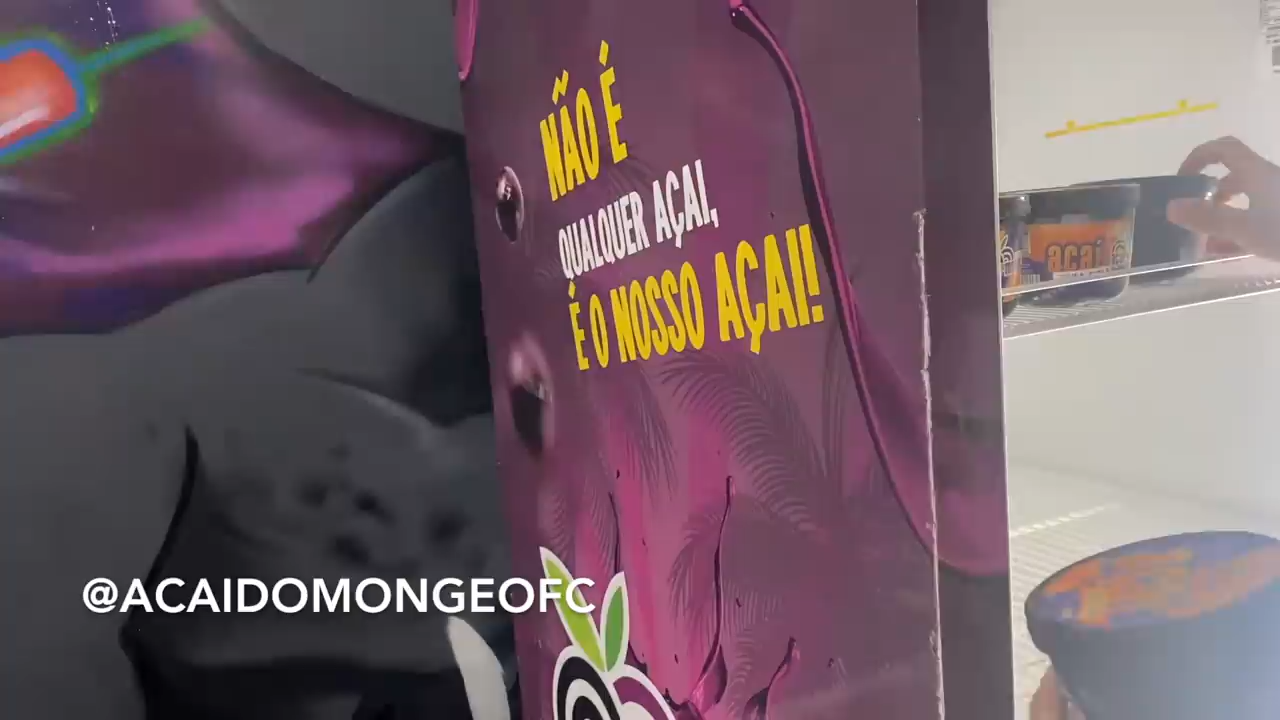 NÃO É
QUALQUER AÇAI,
É O NOSSO AÇAI!
açaí
@ACAIDOMONGEOFC